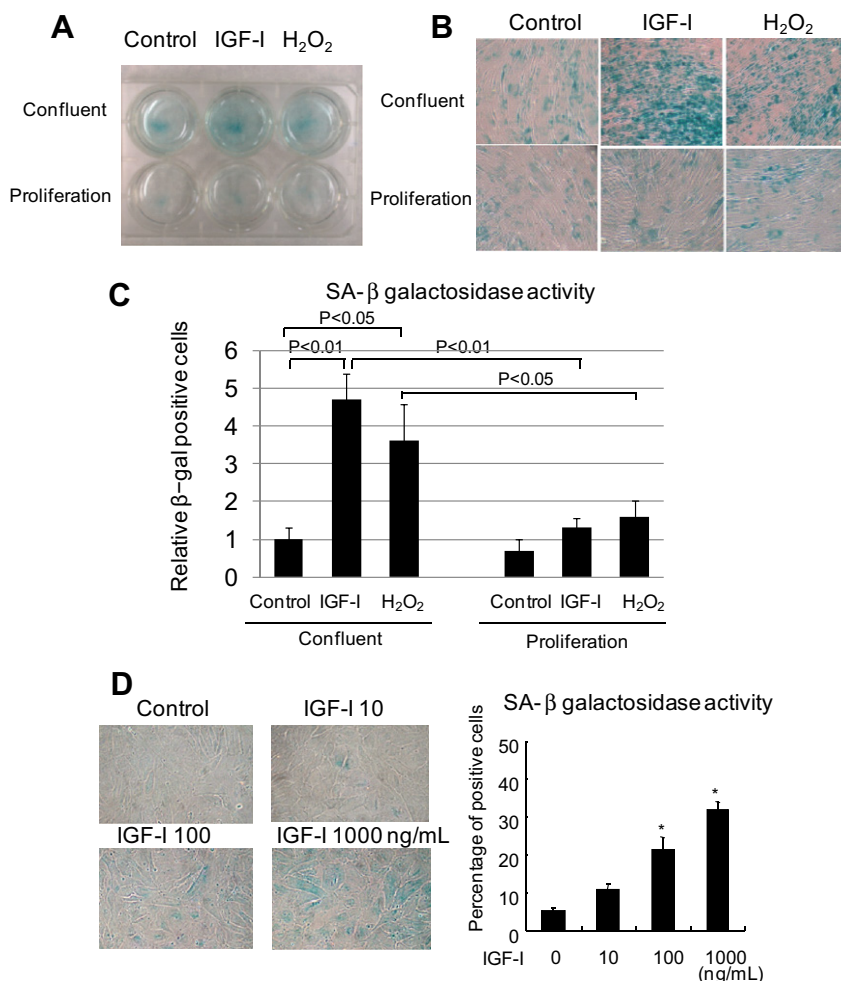 A
Control IGF-I H₂O₂
Confluent
Proliferation
B
Control IGF-I H₂O₂
Confluent
Proliferation
C
SA-β galactosidase activity
P<0.05
P<0.01 P<0.01
P<0.05
Relative β-gal positive cells
6
5
4
3
2
1
0
Control IGF-I H₂O₂ Control IGF-I H₂O₂
Confluent Proliferation
D
Control IGF-I 10
IGF-I 100 IGF-I 1000 ng/mL
SA-β galactosidase activity
Percentage of positive cells
50
40
30
20
10
0
* *
IGF-I 0 10 100 1000
(ng/mL)